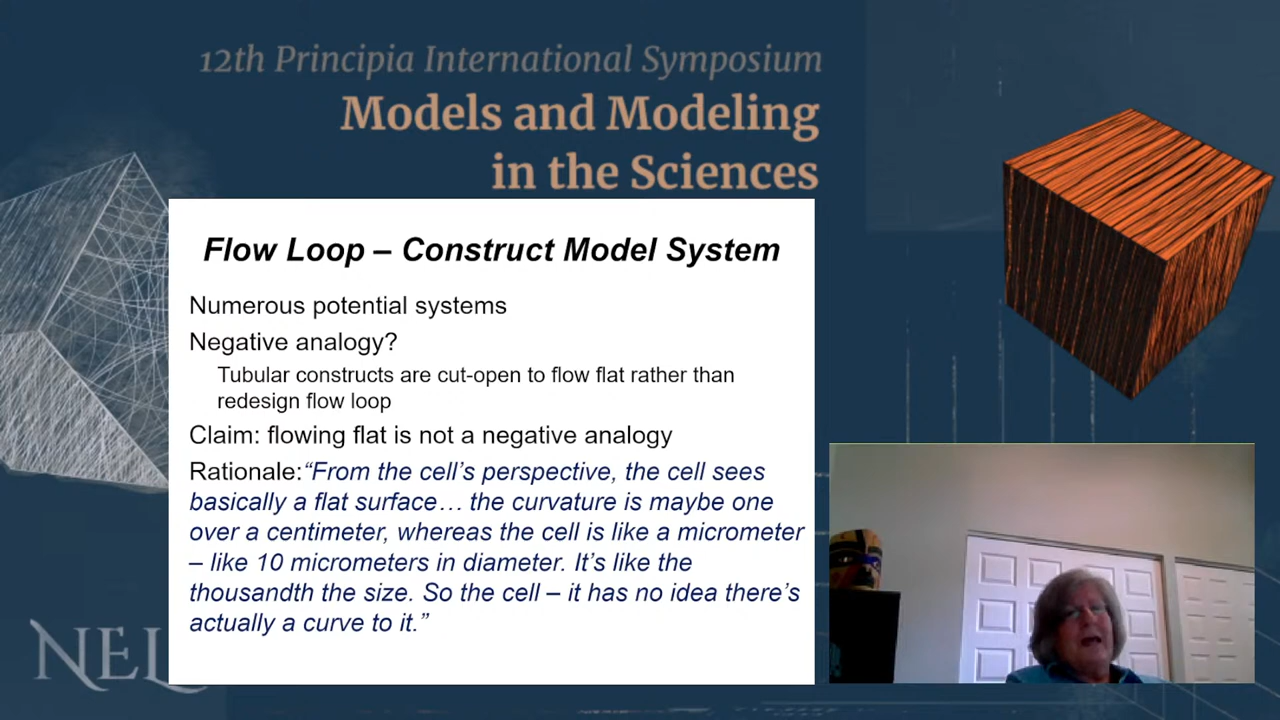 12th Principia International Symposium
Models and Modeling
in the Sciences
Flow Loop – Construct Model System
Numerous potential systems
Negative analogy?
Tubular constructs are cut-open to flow flat rather than
redesign flow loop
Claim: flowing flat is not a negative analogy
Rationale:“From the cell’s perspective, the cell sees
basically a flat surface… the curvature is maybe one
over a centimeter, whereas the cell is like a micrometer
– like 10 micrometers in diameter. It’s like the
thousandth the size. So the cell – it has no idea there’s
actually a curve to it.”
NEL